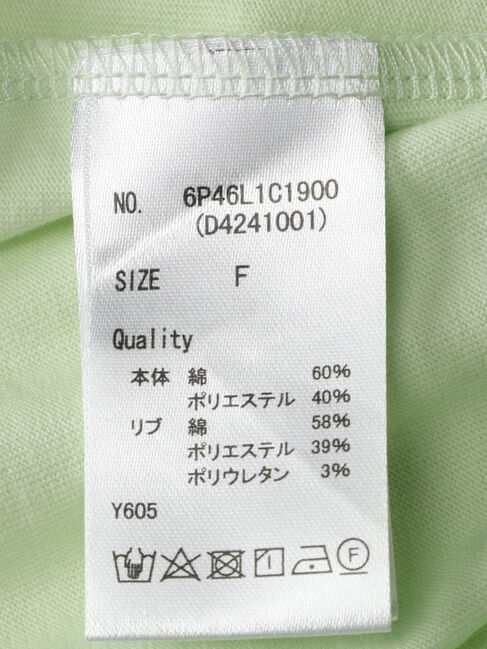 NO. 6P46L1C1900
(D4241001)
SIZE F
Quality
本体 綿 60%
ポリエステル 40%
リブ 綿 58%
ポリエステル 39%
ポリウレタン 3%
Y605
F